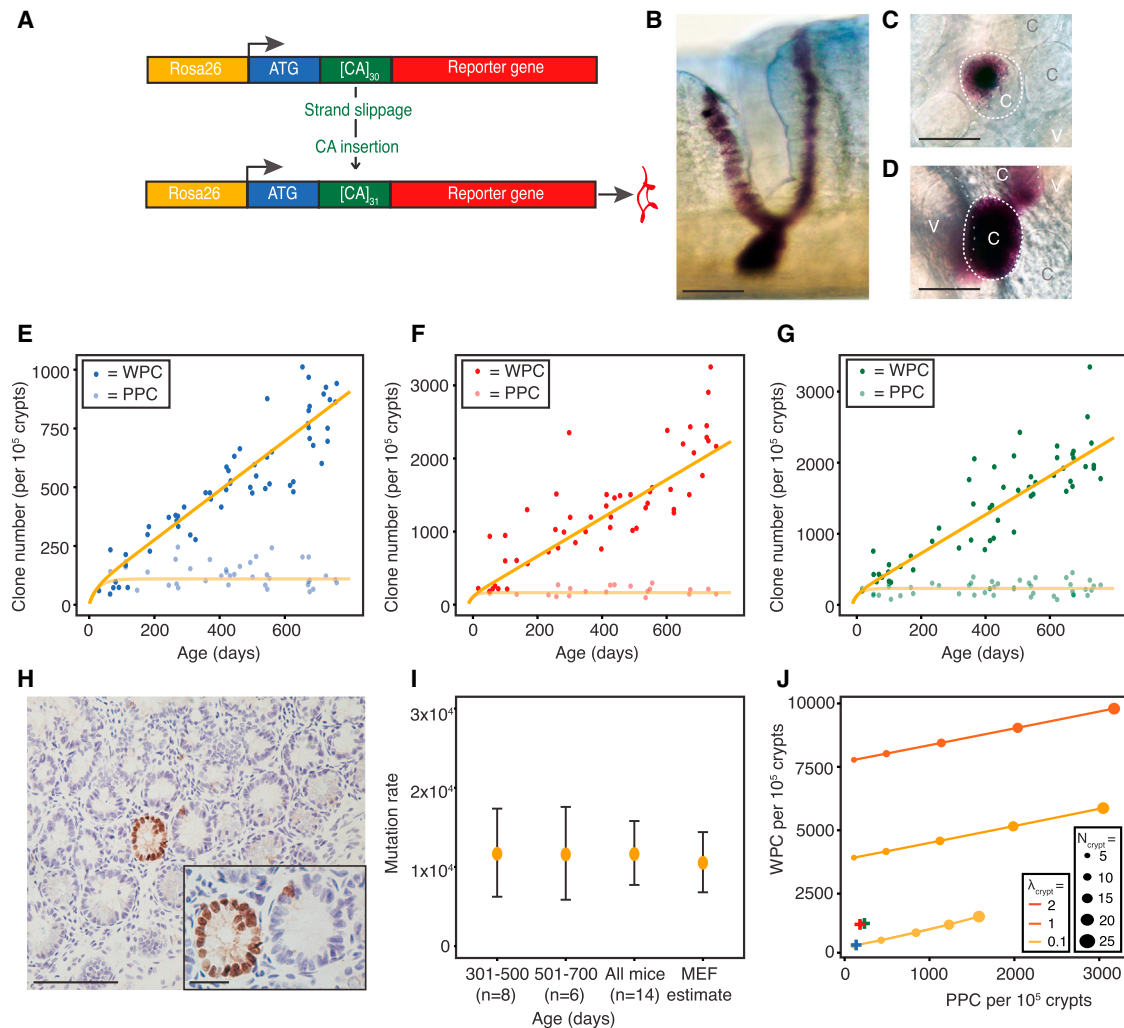 A
Rosa26 ATG [CA]30 Reporter gene
Strand slippage
CA insertion
Rosa26 ATG [CA]31 Reporter gene
B
C
C
C
C
V
D
C
V
V
C
C
E
Clone number (per 10⁵ crypts)
= WPC
= PPC
1000
750
500
250
0
0 200 400 600
Age (days)
F
Clone number (per 10⁵ crypts)
= WPC
= PPC
3000
2000
1000
0
0 200 400 600
Age (days)
G
Clone number (per 10⁵ crypts)
= WPC
= PPC
3000
2000
1000
0
0 200 400 600
Age (days)
H
I
Mutation rate
3x10⁴
2x10⁴
1x10⁴
0
301-500 501-700 All mice MEF
(n=8) (n=6) (n=14) estimate
Age (days)
J
WPC per 10⁵ crypts
10000
7500
5000
2500
0
0 1000 2000 3000
PPC per 10⁵ crypts
λcrypt =
2
1
0.1
Ncrypt =
5
10
15
20
25